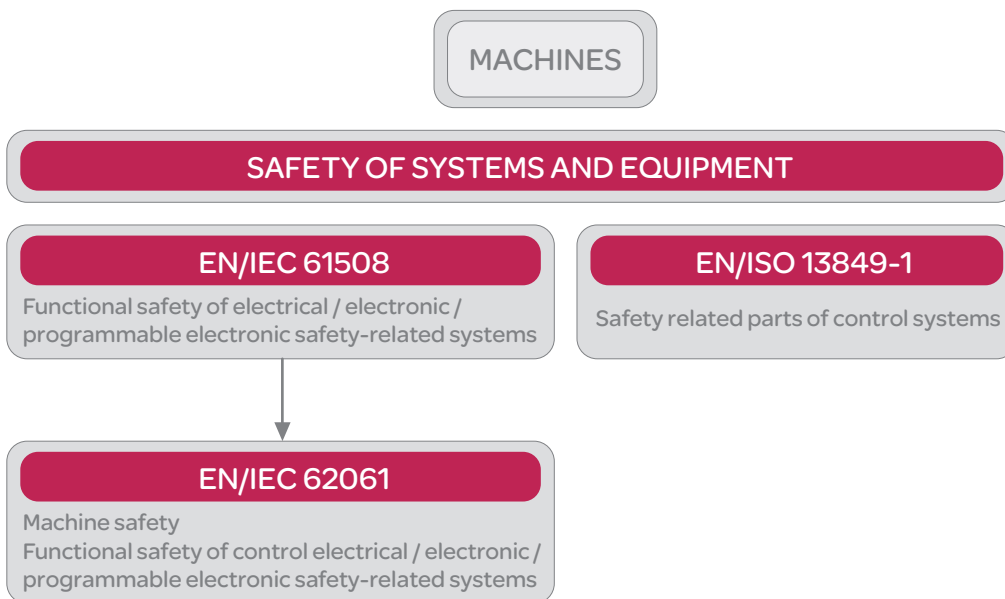 MACHINES
SAFETY OF SYSTEMS AND EQUIPMENT
EN/IEC 61508
Functional safety of electrical / electronic /
programmable electronic safety-related systems
EN/ISO 13849-1
Safety related parts of control systems
EN/IEC 62061
Machine safety
Functional safety of control electrical / electronic /
programmable electronic safety-related systems